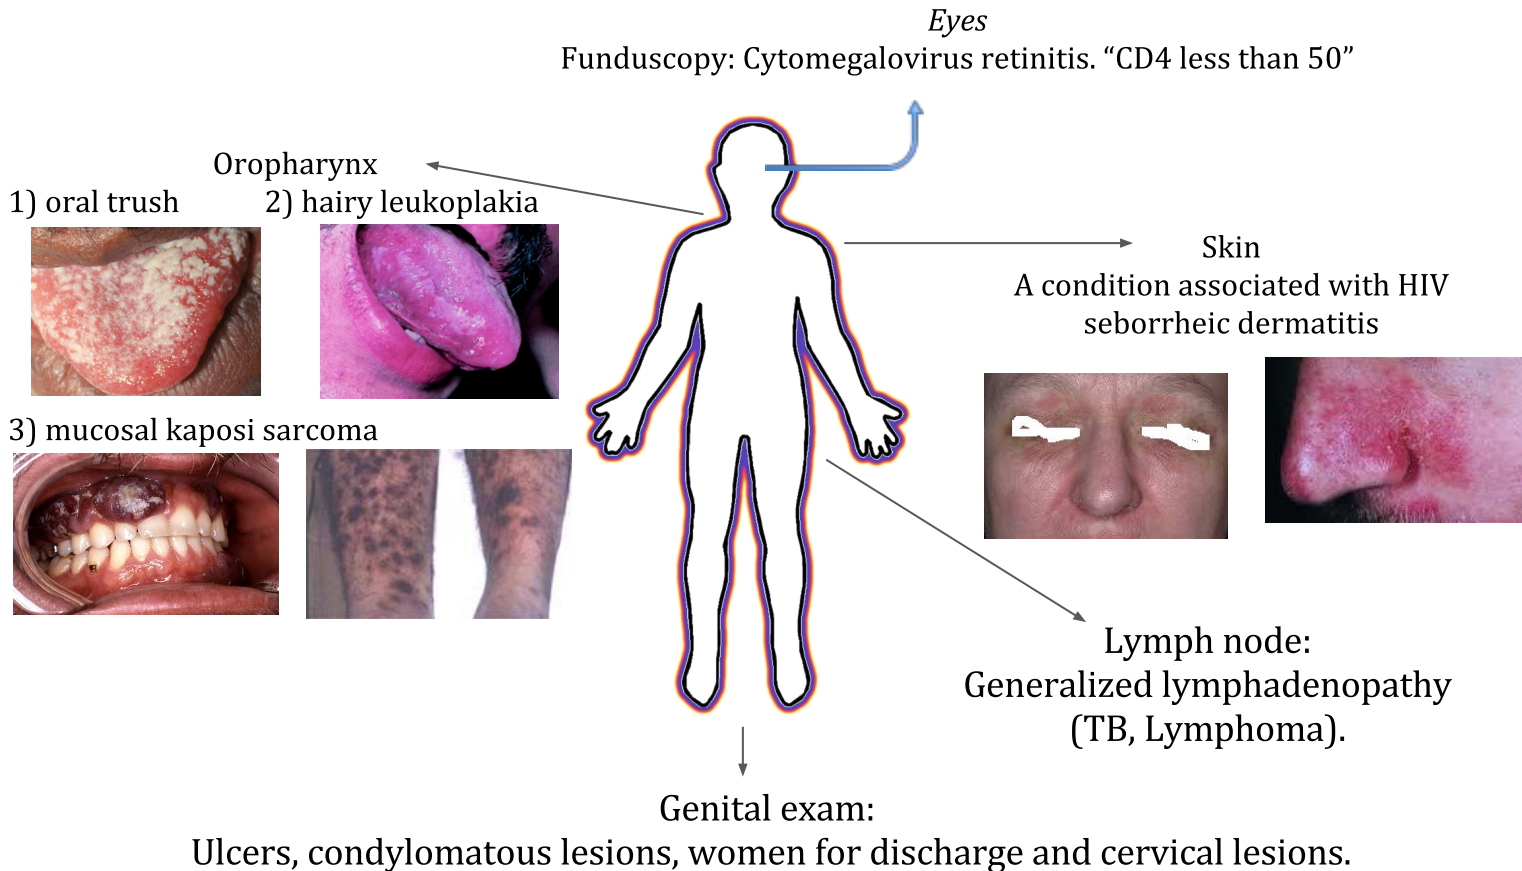 Eyes
Funduscopy: Cytomegalovirus retinitis. “CD4 less than 50”
Oropharynx
1) oral trush
2) hairy leukoplakia
3) mucosal kaposi sarcoma
Skin
A condition associated with HIV
seborrheic dermatitis
Lymph node:
Generalized lymphadenopathy
(TB, Lymphoma).
Genital exam:
Ulcers, condylomatous lesions, women for discharge and cervical lesions.